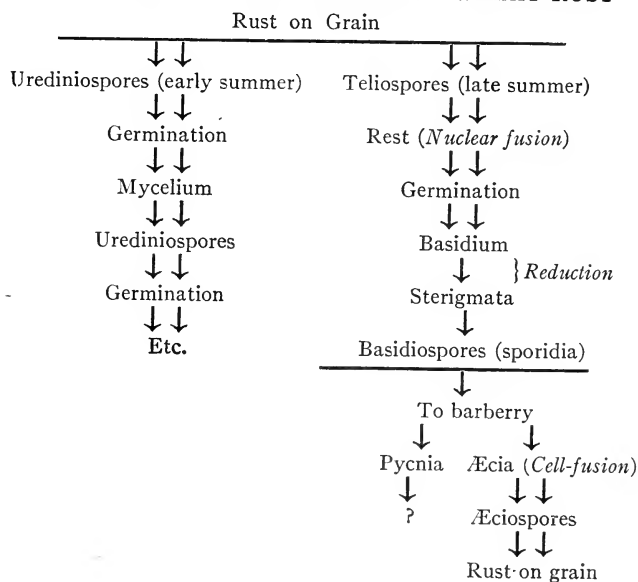 Rust on Grain
Urediniospores (early summer)
Germination
Mycelium
Urediniospores
Germination
Etc.
Teliospores (late summer)
Rest (Nuclear fusion)
Germination
Basidium
} Reduction
Sterigmata
Basidiospores (sporidia)
To barberry
Pycnia
?
Æcia (Cell-fusion)
Æciospores
Rust on grain